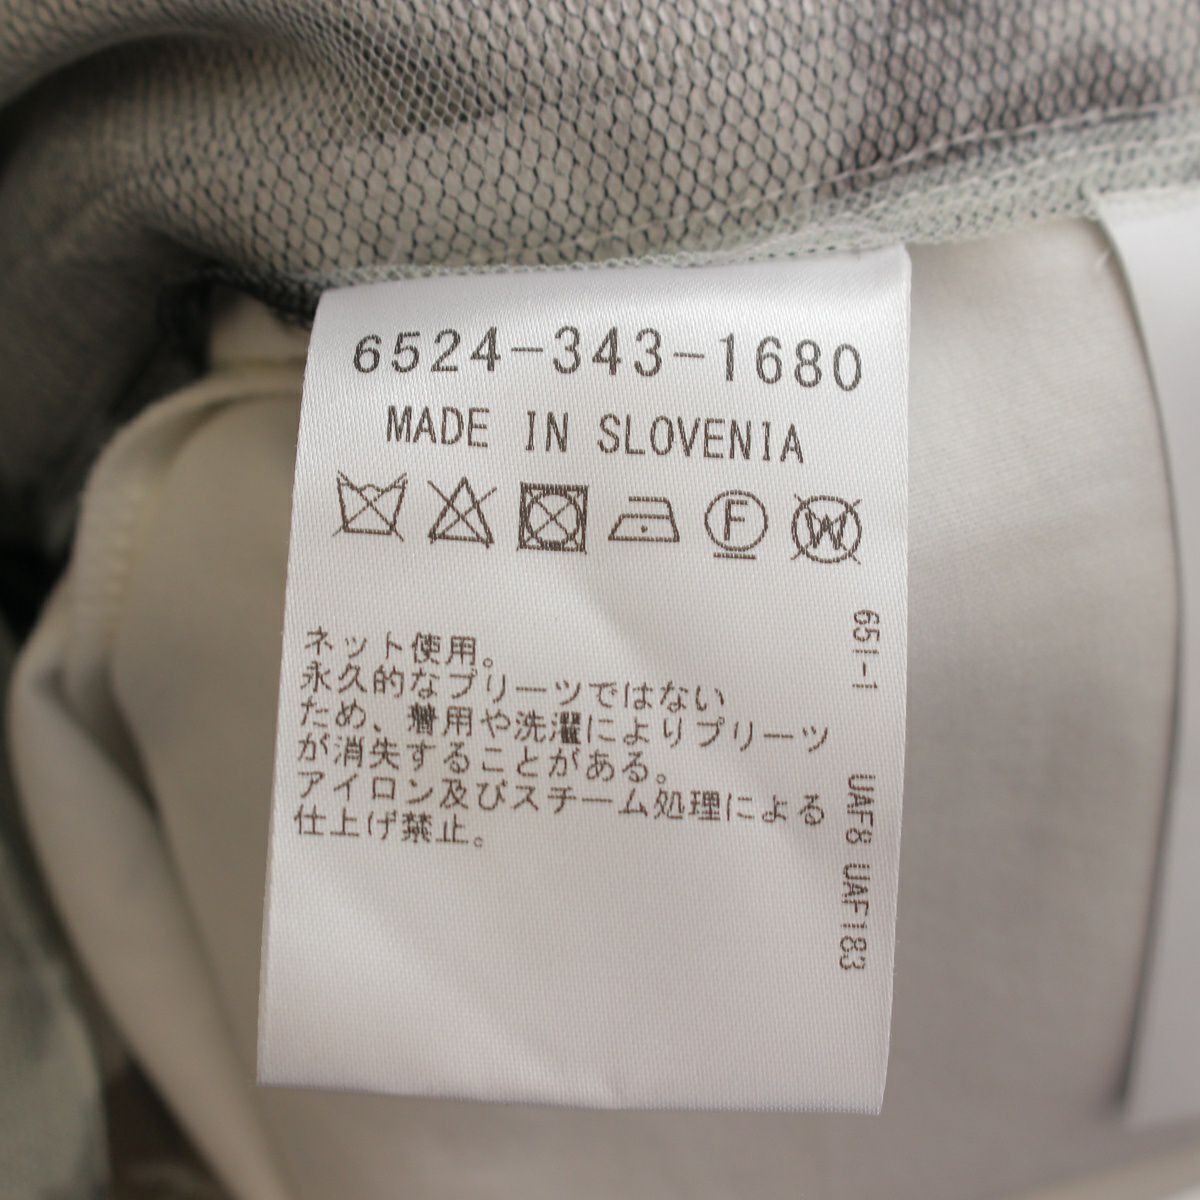 6524-343-1680
MADE IN SLOVENIA
F
W
ネット使用。
永久的なプリーツではない
ため、着用や洗濯によりプリーツ
が消失することがある。
アイロン及びスチーム処理による
仕上げ禁止。
651-1 UAF8 UAF183